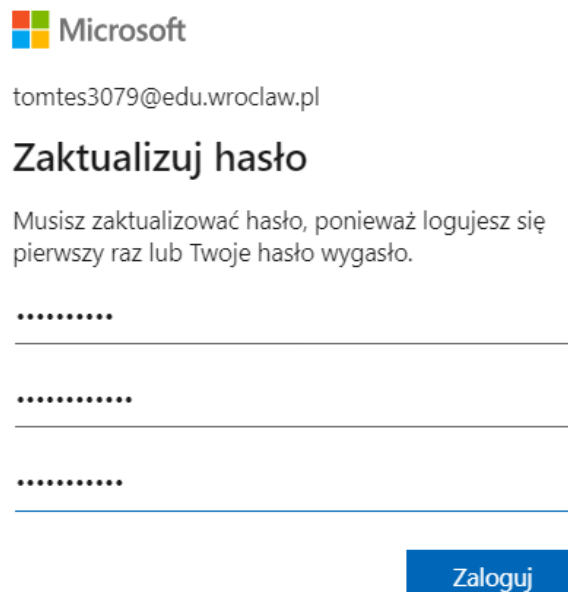 Microsoft
tomtes3079@edu.wroclaw.pl
Zaktualizuj hasło
Musisz zaktualizować hasło, ponieważ logujesz się
pierwszy raz lub Twoje hasło wygasło.
••••••••••
••••••••••••
•••••••••••
Zaloguj